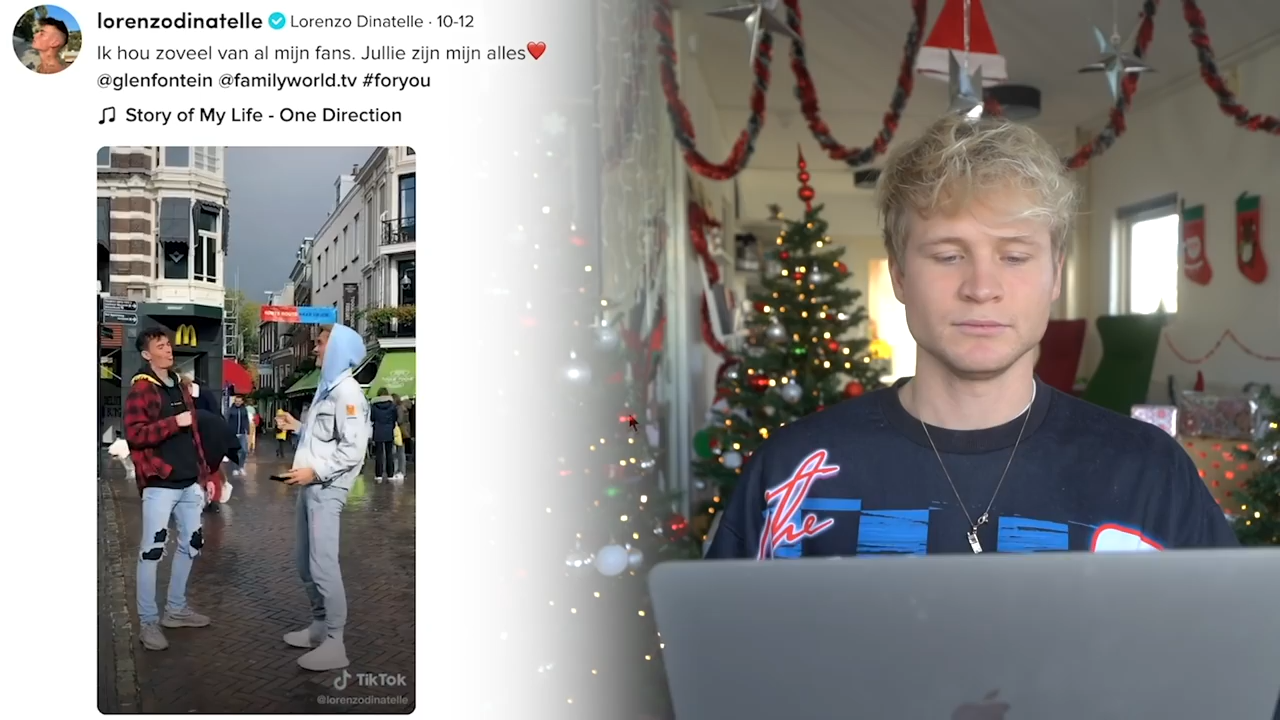 lorenzodinatelle Lorenzo Dinatelle · 10-12
Ik hou zoveel van al mijn fans. Jullie zijn mijn alles❤️
@glenfontein @familyworld.tv #foryou
Story of My Life - One Direction
The
TikTok
@lorenzodinatelle